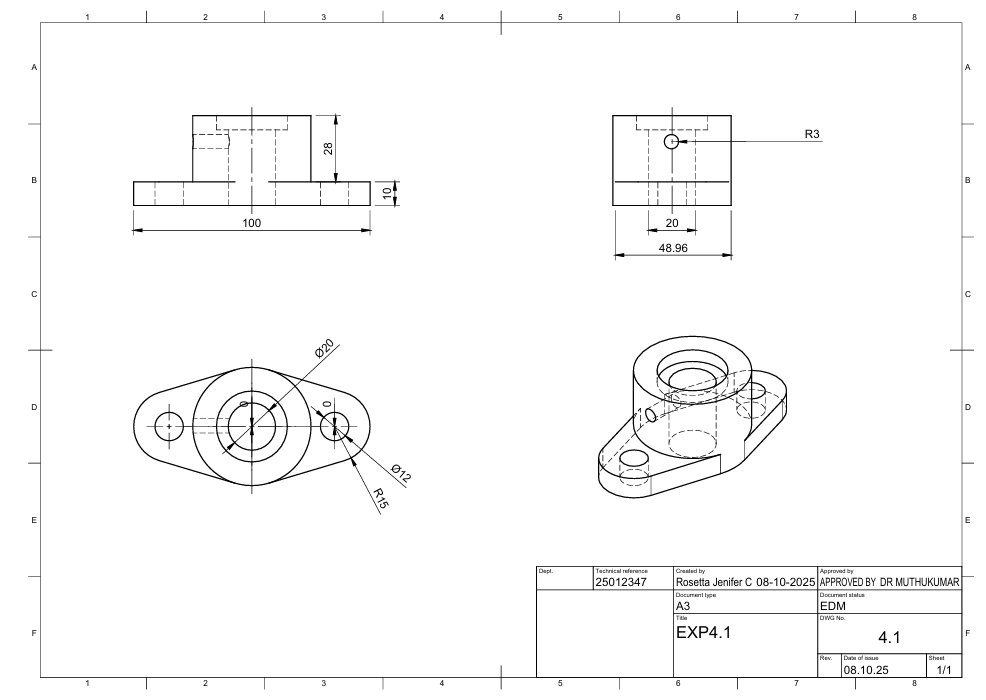 1 2 3 4 5 6 7 8
A A
B B
C C
D D
E E
F F
28
10
100
R3
20
48.96
Ø20
0
0
Ø12
R15
Dept.
Technical reference
25012347
Created by
Rosetta Jenifer C 08-10-2025
Approved by
APPROVED BY DR MUTHUKUMAR
Document type
A3
Document status
EDM
Title
EXP4.1
DWG No.
4.1
Rev.
Date of issue
08.10.25
Sheet
1/1
1 2 3 4 5 6 7 8